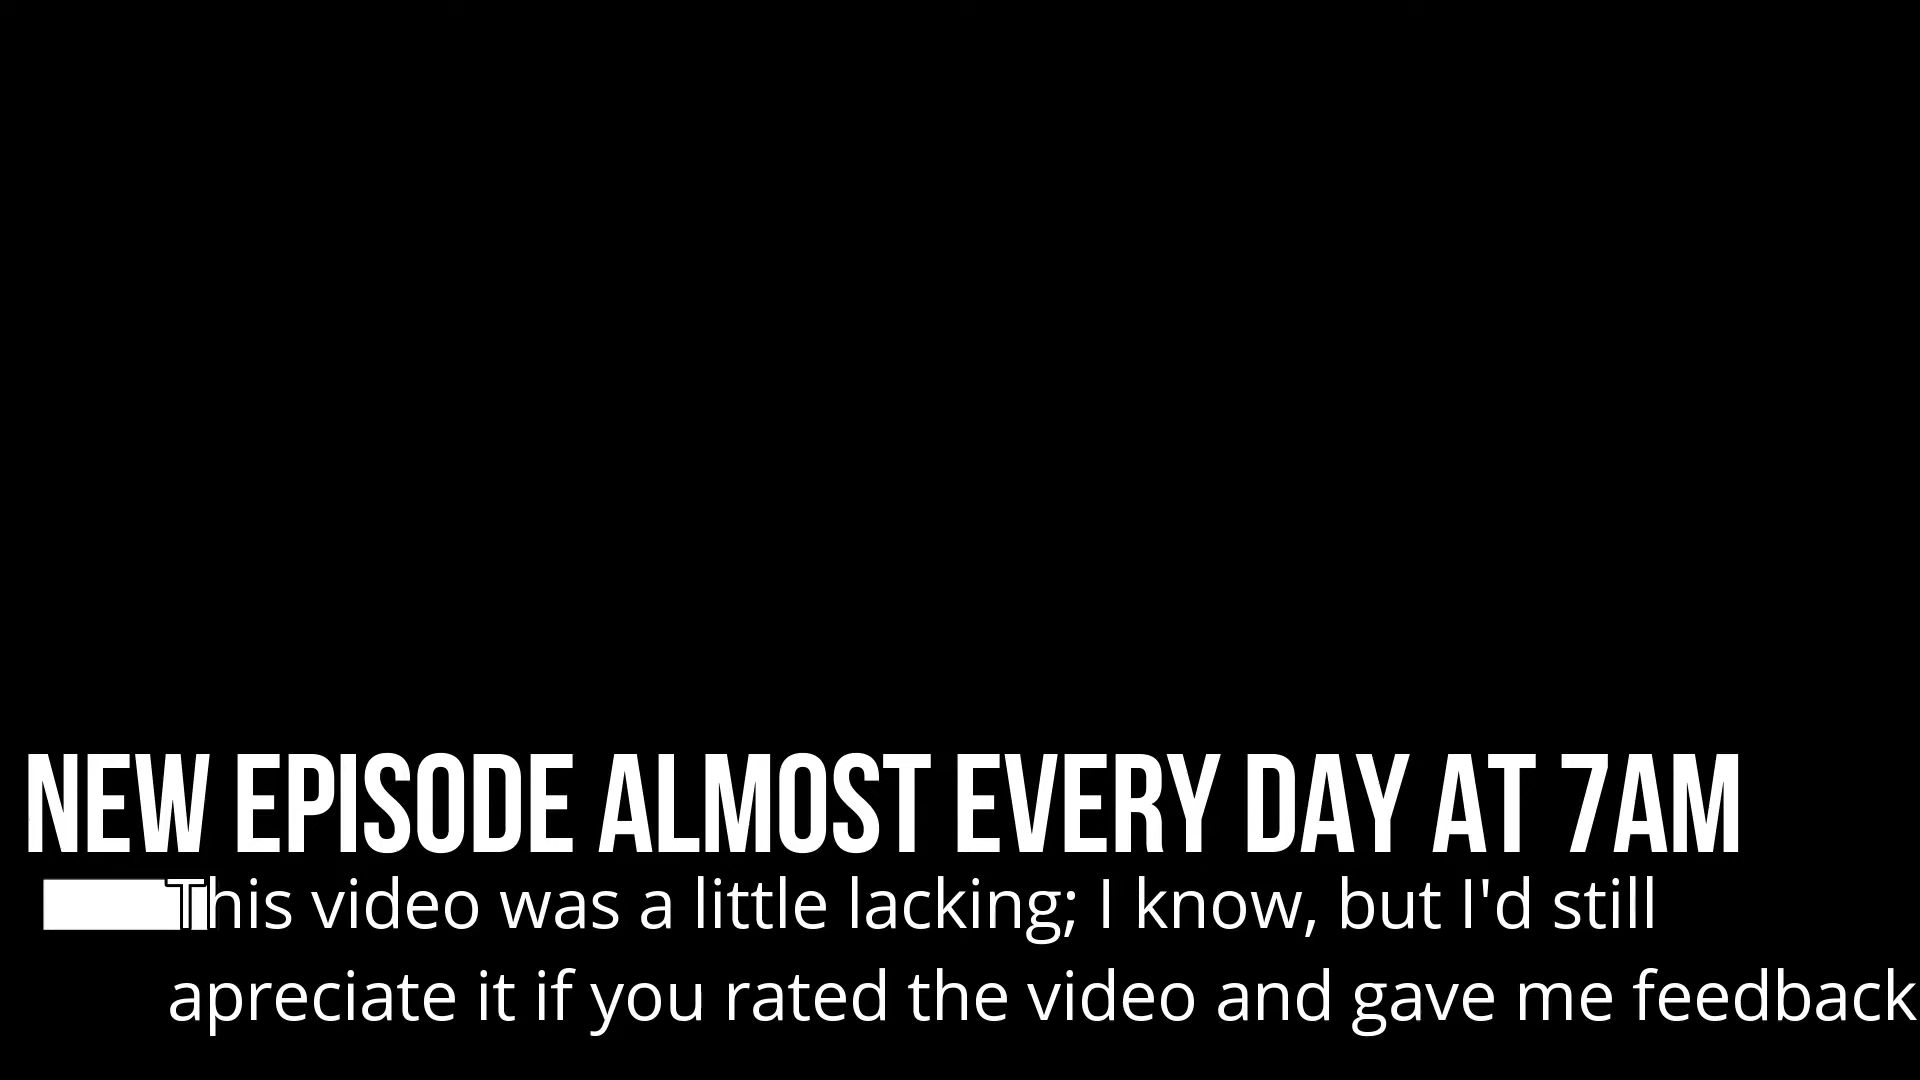 NEW EPISODE ALMOST EVERY DAY AT 7AM
This video was a little lacking; I know, but I'd still
apreciate it if you rated the video and gave me feedback